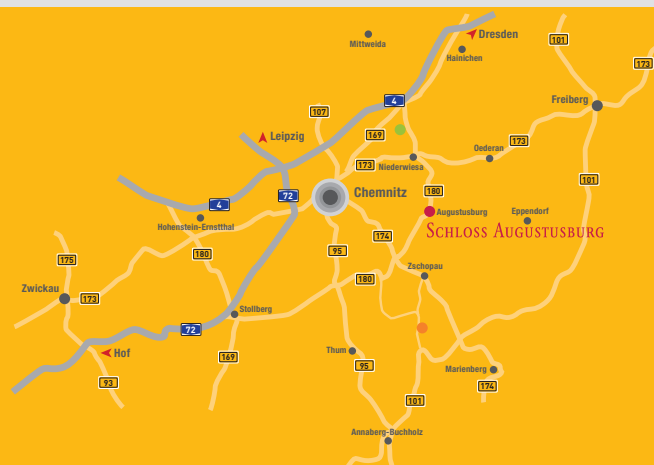 Dresden
101
Mittweida
Hainichen
173
4
Freiberg
107
169
Leipzig
173
Oederan
173
Niederwiesa
101
72
Chemnitz
180
4
Augustusburg
Eppendorf
Hohenstein-Ernstthal
Schloss Augustusburg
174
95
180
175
Zschopau
180
Zwickau
173
Stollberg
72
Thum
Hof
169
95
Marienberg
93
174
101
Annaberg-Buchholz